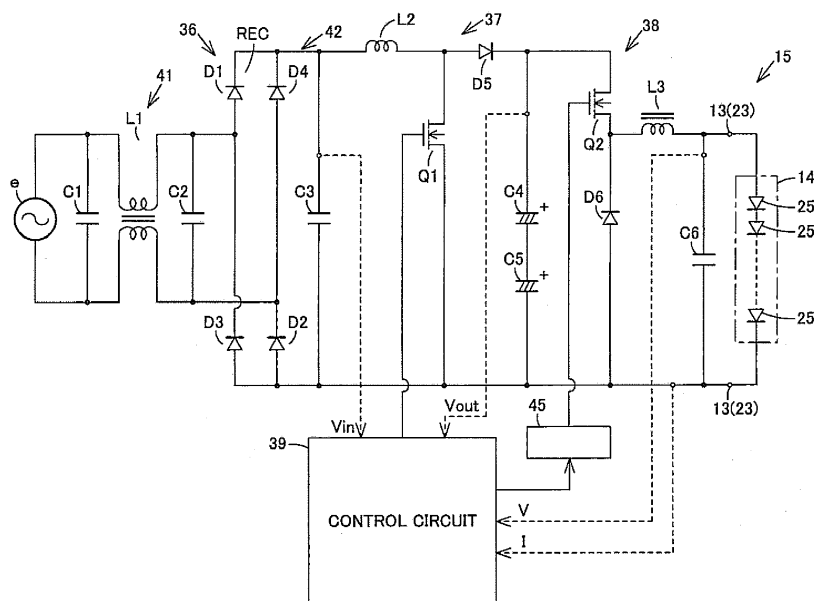 36
REC
42
L2
37
38
15
D1
D4
D5
41
L1
L3
13(23)
Q1
Q2
14
e
C1
C2
C3
C4
+
D6
25
25
C6
C5
+
D3
D2
25
Vin
Vout
45
13(23)
39
CONTROL CIRCUIT
V
I